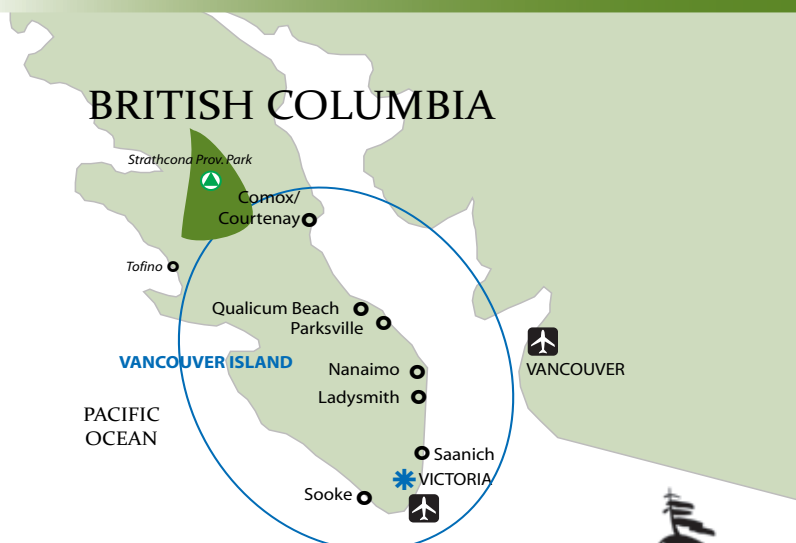 BRITISH COLUMBIA
Strathcona Prov. Park
Comox/
Courtenay
Tofino
Qualicum Beach
Parksville
VANCOUVER ISLAND
Nanaimo
VANCOUVER
Ladysmith
PACIFIC
OCEAN
Saanich
VICTORIA
Sooke